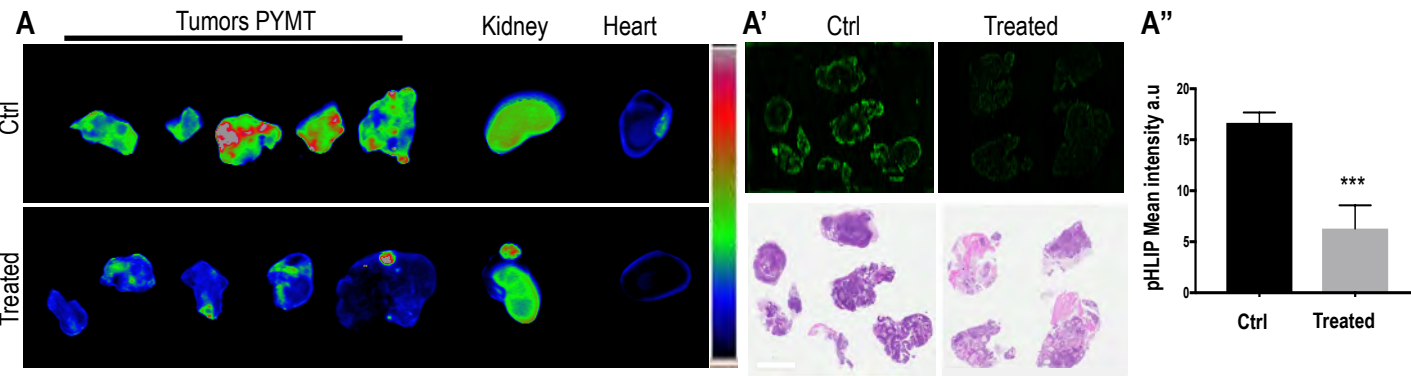 A
Tumors PYMT
Kidney
Heart
Ctrl
Treated
A'
Ctrl
Treated
A"
pHLIP Mean intensity a.u
20
15
10
5
0
***
Ctrl
Treated